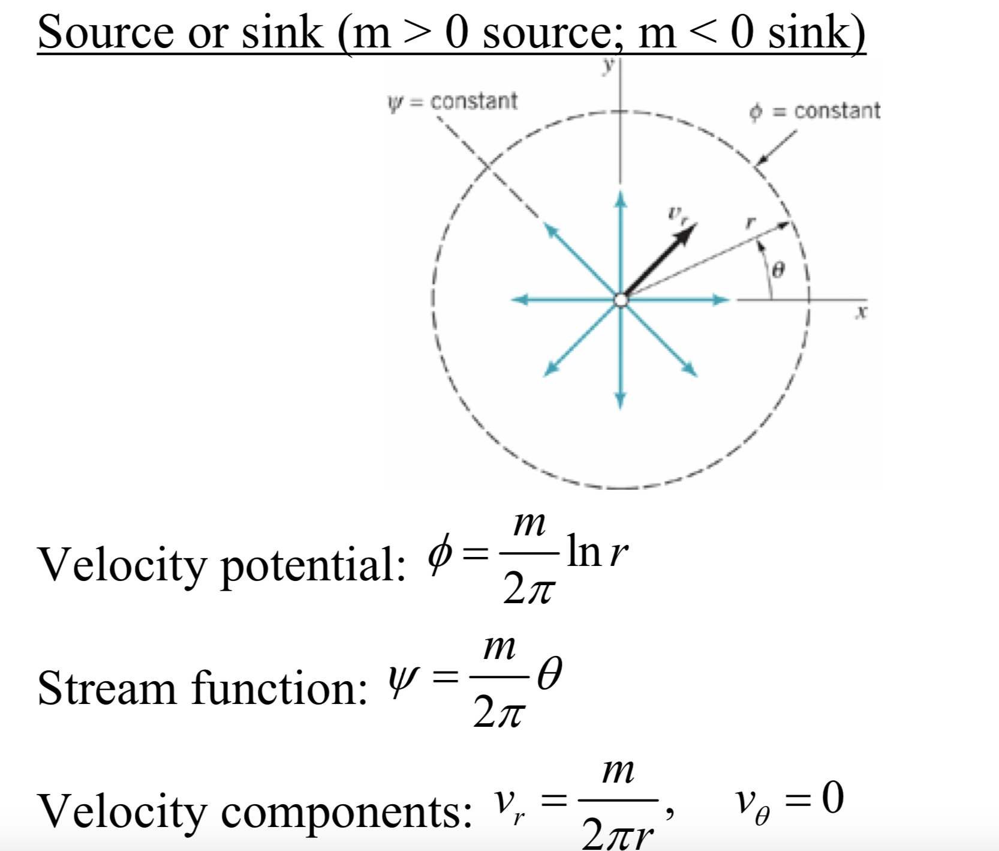 Source or sink (m > 0 source; m < 0 sink)
y
ψ = constant
ϕ = constant
v_r
r
θ
x
Velocity potential: ϕ = m/2π ln r
Stream function: ψ = m/2π θ
Velocity components: v_r = m/2πr, v_θ = 0